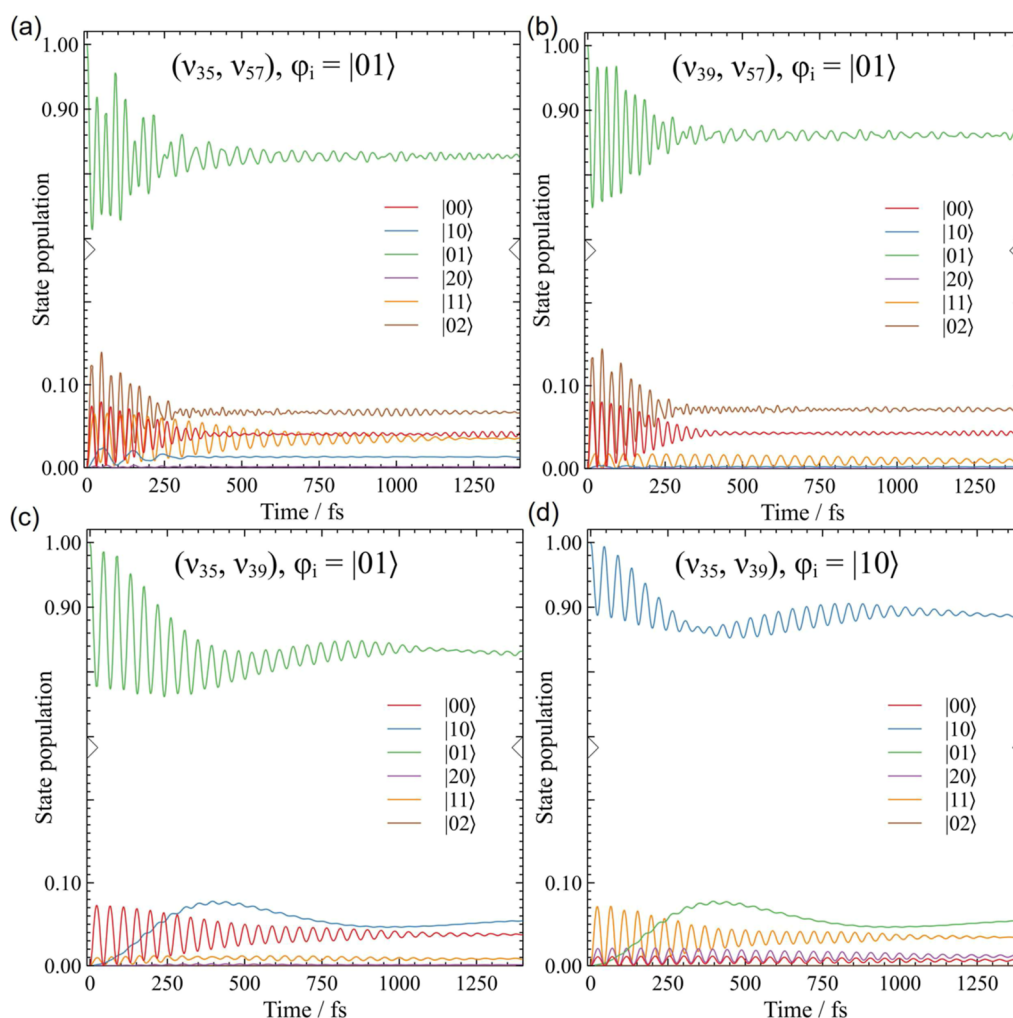 (a)
(ν₃₅, ν₅₇), φᵢ = |01⟩
1.00
0.90
0.10
0.00
State population
|00⟩
|10⟩
|01⟩
|20⟩
|11⟩
|02⟩
0 250 500 750 1000 1250
Time / fs
(b)
(ν₃₉, ν₅₇), φᵢ = |01⟩
1.00
0.90
0.10
0.00
State population
|00⟩
|10⟩
|01⟩
|20⟩
|11⟩
|02⟩
0 250 500 750 1000 1250
Time / fs
(c)
(ν₃₅, ν₃₉), φᵢ = |01⟩
1.00
0.90
0.10
0.00
State population
|00⟩
|10⟩
|01⟩
|20⟩
|11⟩
|02⟩
0 250 500 750 1000 1250
Time / fs
(d)
(ν₃₅, ν₃₉), φᵢ = |10⟩
1.00
0.90
0.10
0.00
State population
|00⟩
|10⟩
|01⟩
|20⟩
|11⟩
|02⟩
0 250 500 750 1000 1250
Time / fs